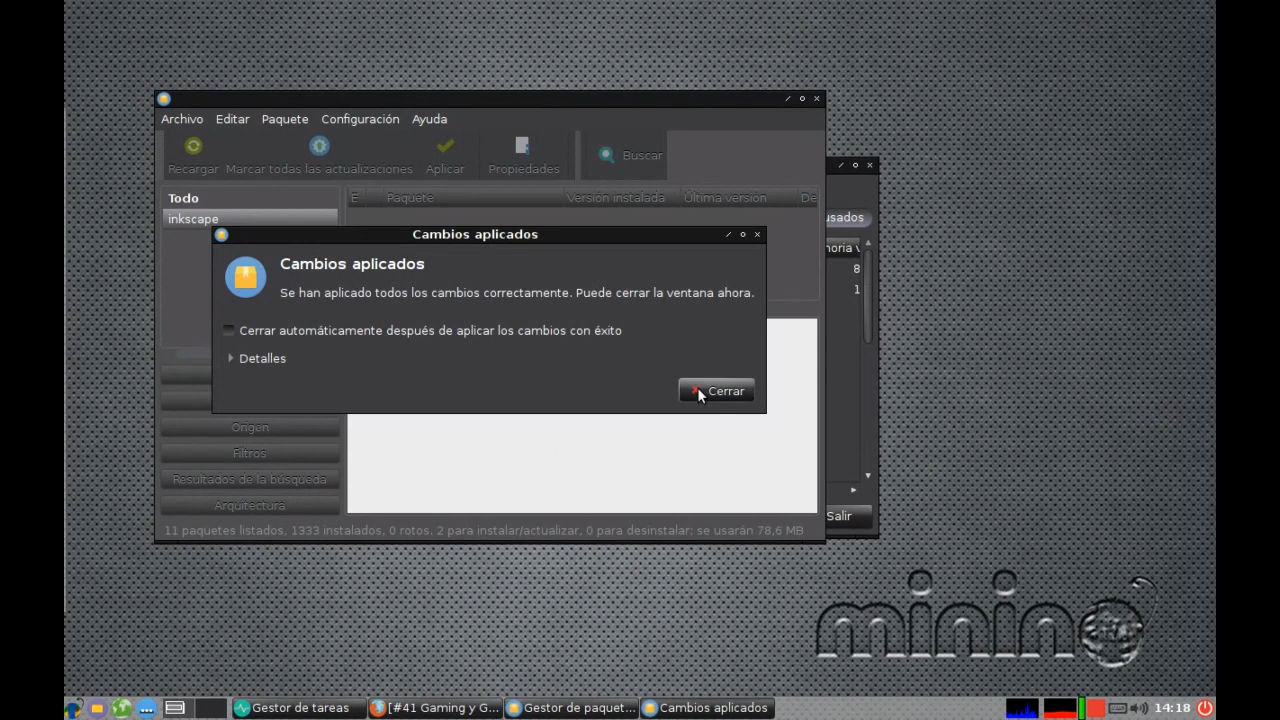 Archivo Editar Paquete Configuración Ayuda
Recargar Marcar todas las actualizaciones Aplicar Propiedades Buscar
Todo
inkscape
E Paquete Versión instalada Última versión De
usados
noria v
8
1
Cambios aplicados
Cambios aplicados
Se han aplicado todos los cambios correctamente. Puede cerrar la ventana ahora.
Cerrar automáticamente después de aplicar los cambios con éxito
Detalles
Cerrar
Origen
Filtros
Resultados de la búsqueda
Arquitectura
Salir
11 paquetes listados, 1333 instalados, 0 rotos. 2 para instalar/actualizar, 0 para desinstalar; se usarán 78,6 MB
minino
Gestor de tareas [#41 Gaming y G... Gestor de paquet... Cambios aplicados 14:18